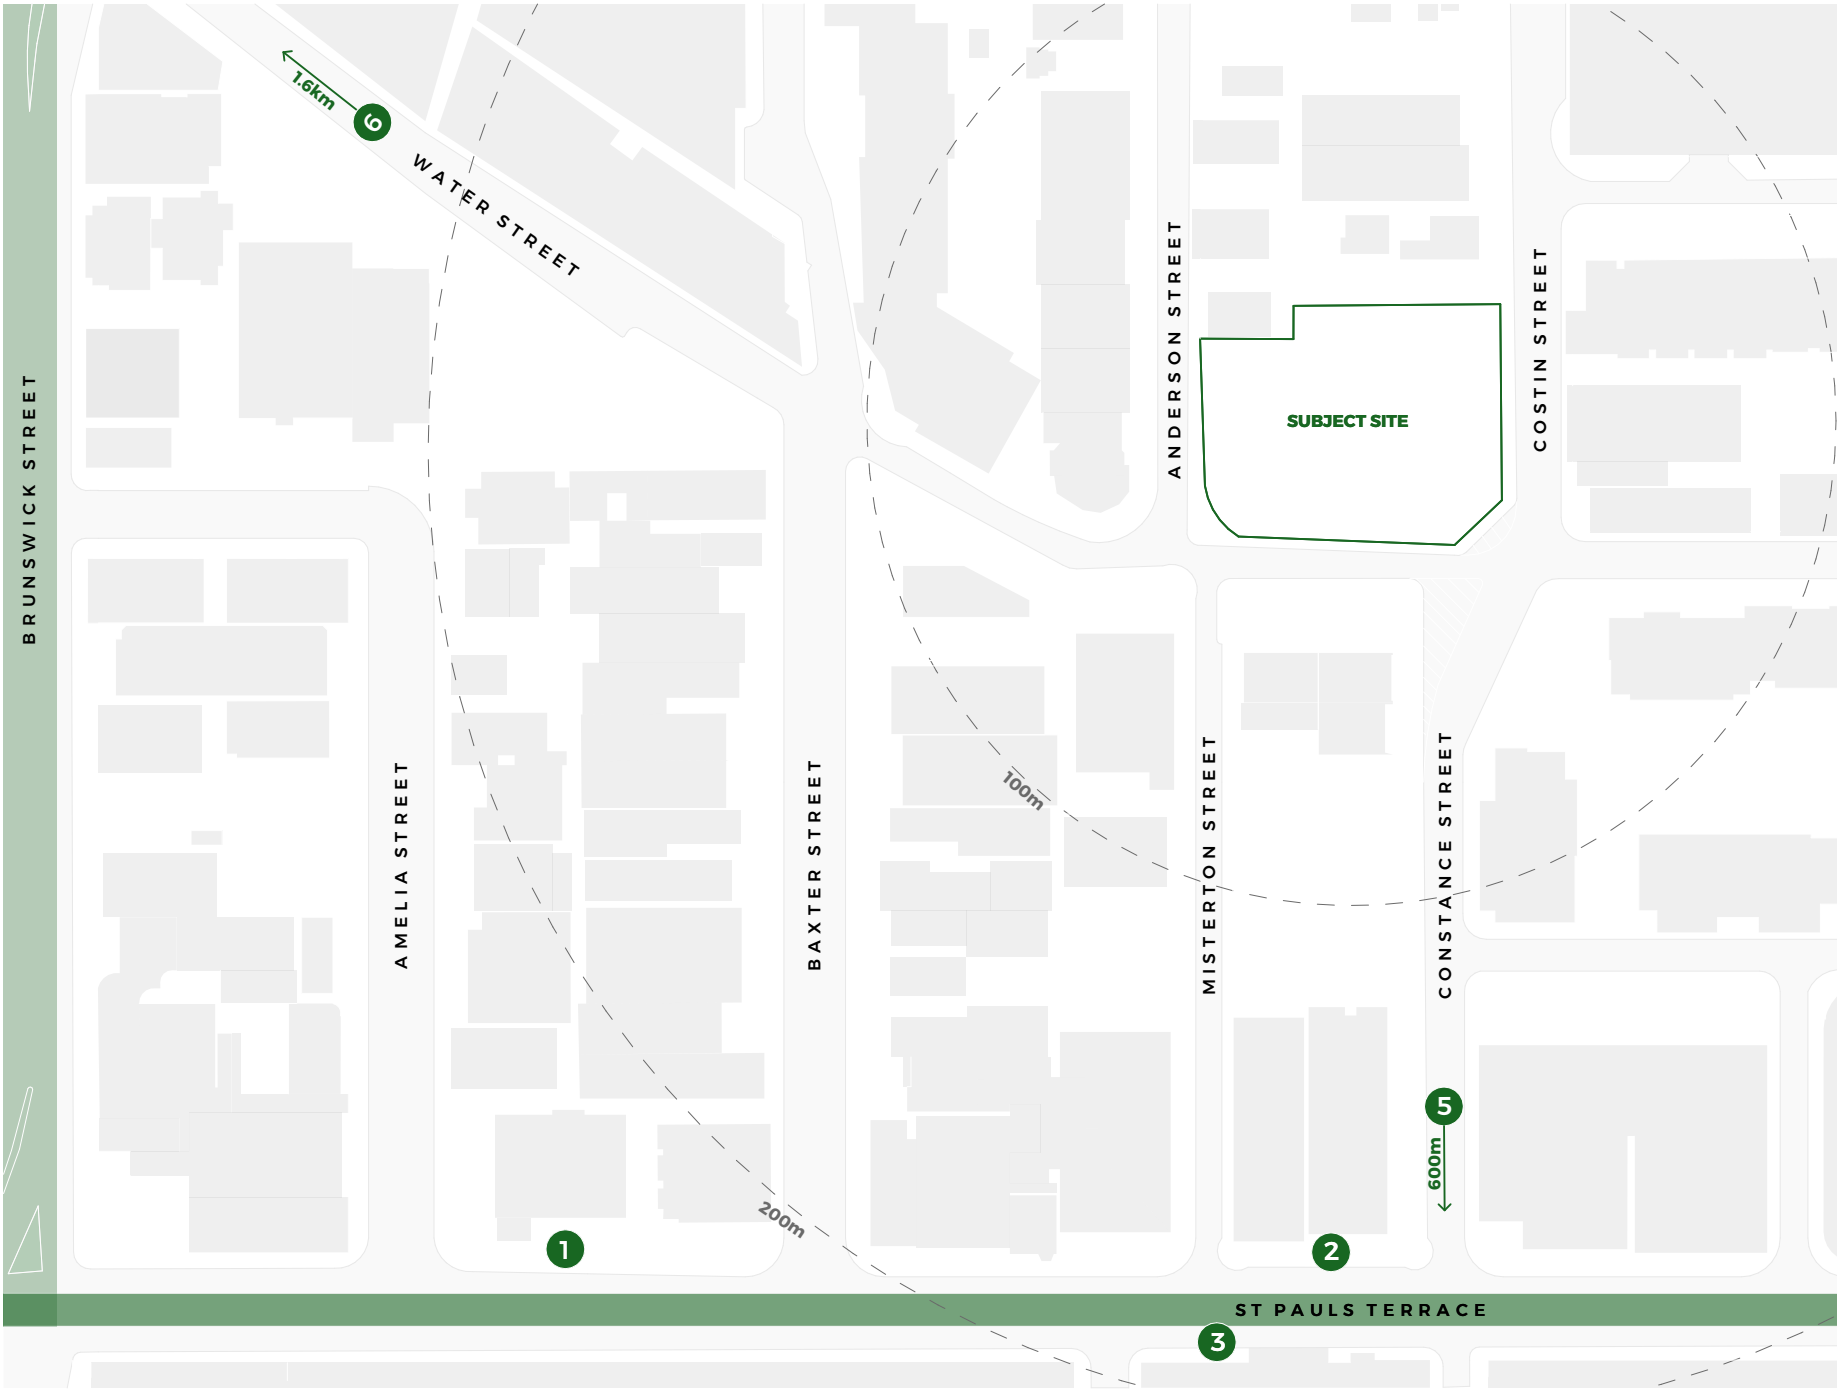 1.6km
6
WATER STREET
BRUNSWICK STREET
ANDERSON STREET
COSTIN STREET
SUBJECT SITE
AMELIA STREET
BAXTER STREET
100m
MISTERTON STREET
CONSTANCE STREET
5
600m
200m
1
2
ST PAULS TERRACE
3